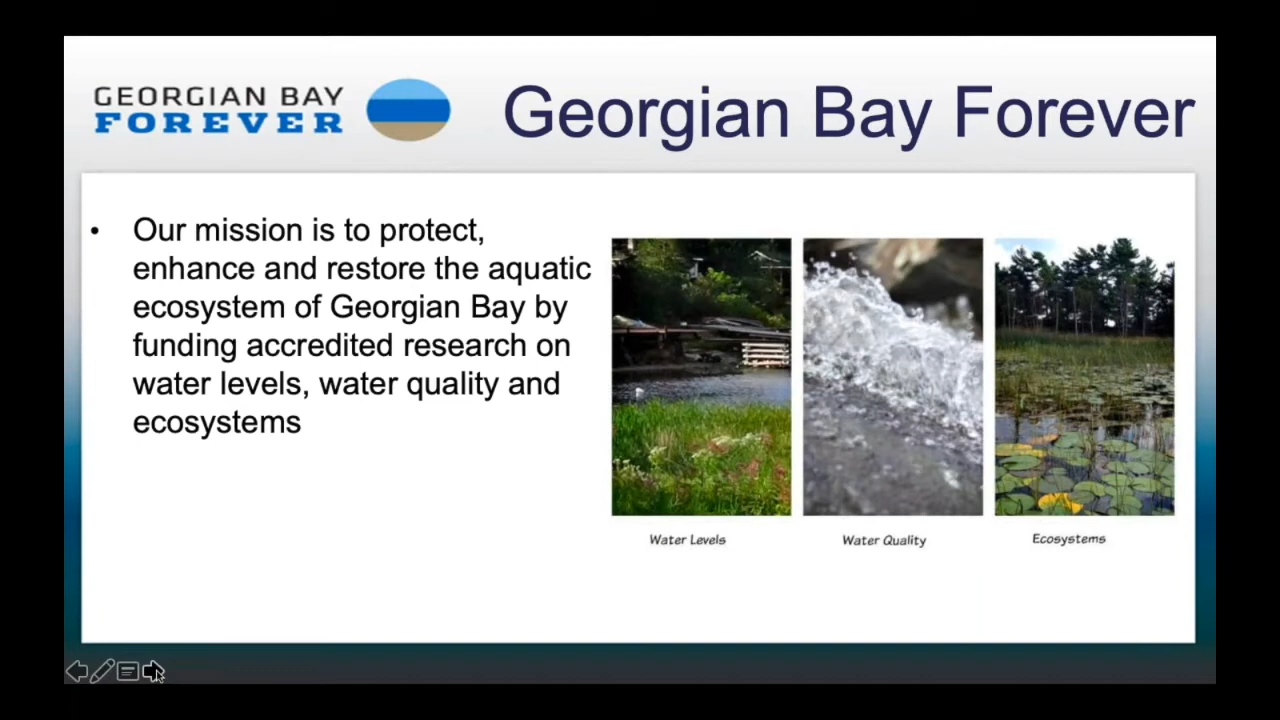 GEORGIAN BAY
FOREVER
Georgian Bay Forever
• Our mission is to protect,
enhance and restore the aquatic
ecosystem of Georgian Bay by
funding accredited research on
water levels, water quality and
ecosystems
Water Levels
Water Quality
Ecosystems